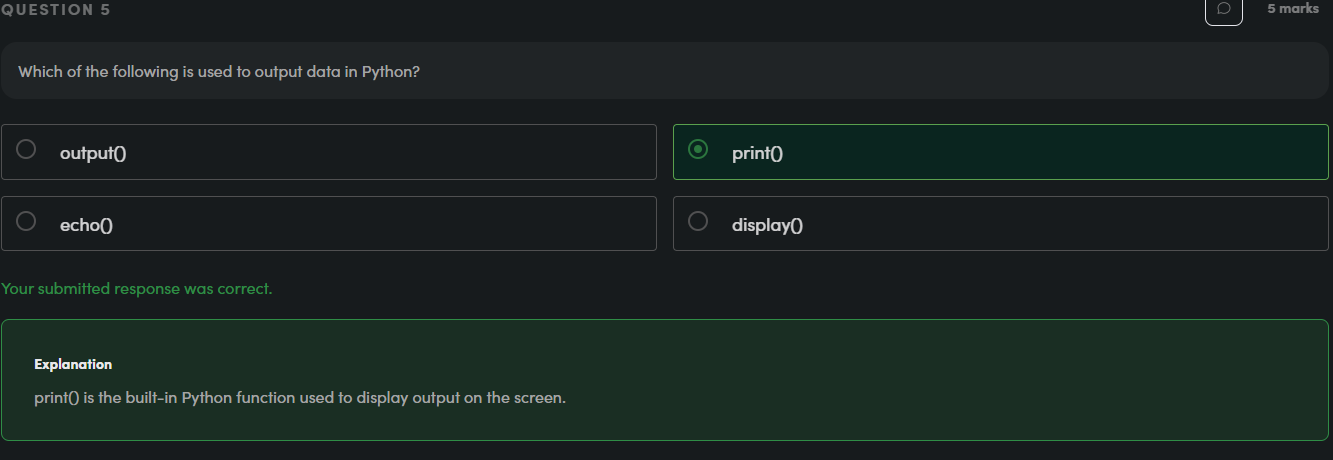 QUESTION 5
5 marks
Which of the following is used to output data in Python?
output()
print()
echo()
display()
Your submitted response was correct.
Explanation
print() is the built-in Python function used to display output on the screen.